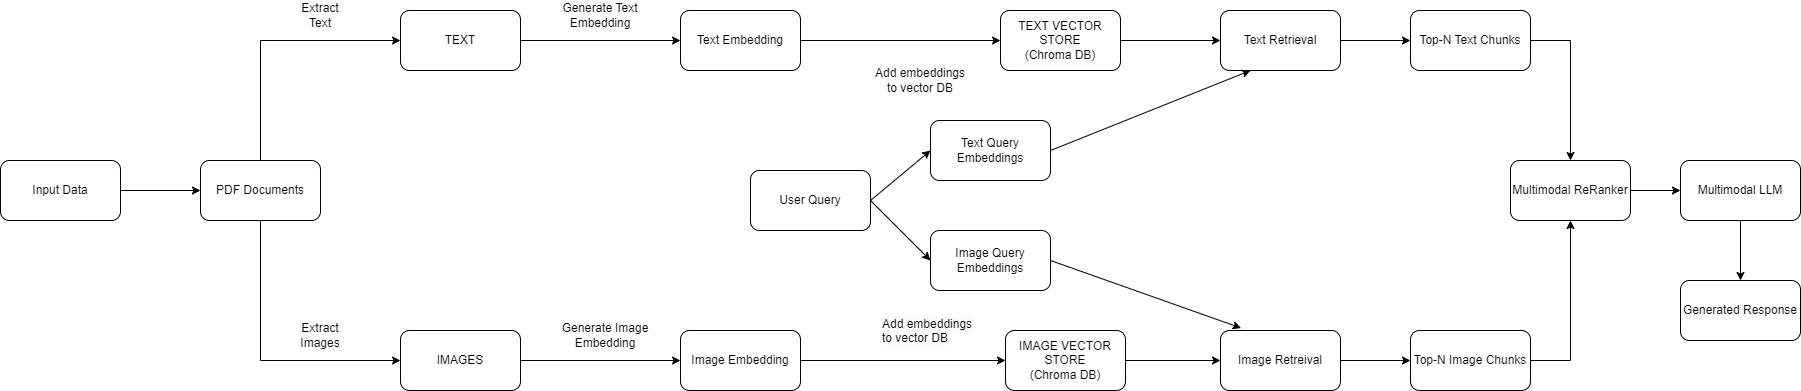 Extract
Text
Generate Text
Embedding
TEXT
Text Embedding
TEXT VECTOR
STORE
(Chroma DB)
Text Retrieval
Top-N Text Chunks
Add embeddings
to vector DB
Text Query
Embeddings
Input Data
PDF Documents
User Query
Multimodal ReRanker
Multimodal LLM
Image Query
Embeddings
Generated Response
Extract
Images
Generate Image
Embedding
Add embeddings
to vector DB
IMAGES
Image Embedding
IMAGE VECTOR
STORE
(Chroma DB)
Image Retreival
Top-N Image Chunks